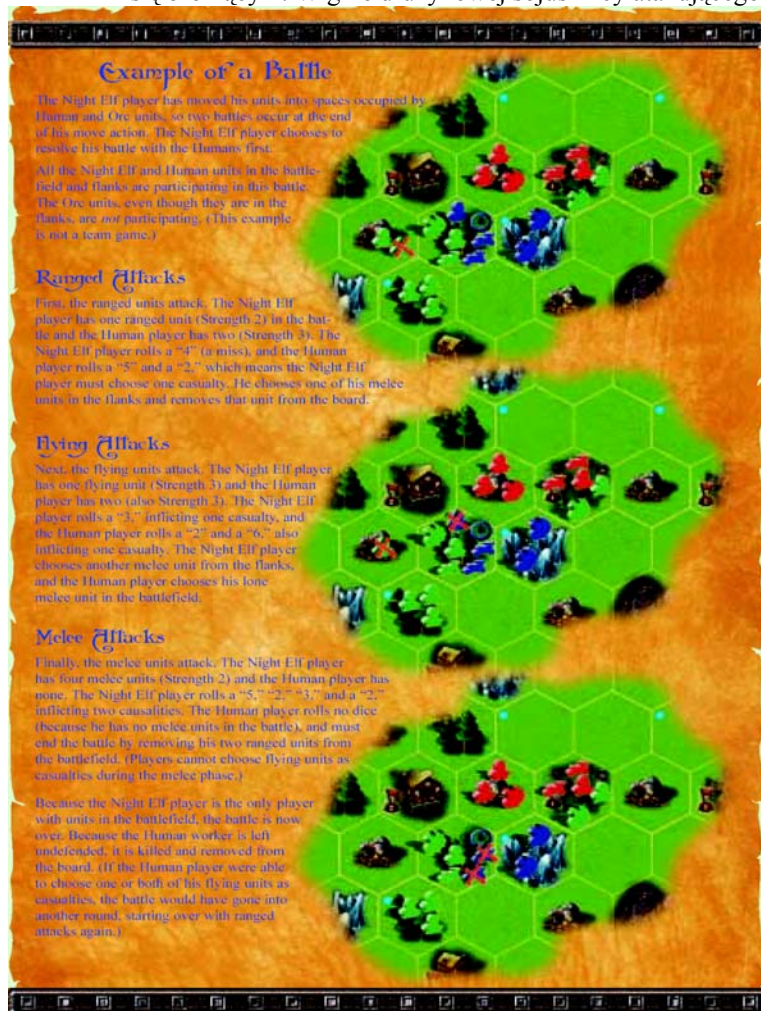 Example of a Battle
The Night Elf player has moved his units into spaces occupied by
Human and Orc units, so two battles occur at the end
of his move action. The Night Elf player chooses to
resolve his battle with the Humans first.
All the Night Elf and Human units in the battle-
field and flanks are participating in this battle.
The Orc units, even though they are in the
flanks, are not participating. (This example
is not a team game.)
Ranged Attacks
First, the ranged units attack. The Night Elf
player has one ranged unit (Strength 2) in the bat-
tle and the Human player has two (Strength 3). The
Night Elf player rolls a “4” (a miss), and the Human
player rolls a “5” and a “2,” which means the Night Elf
player must choose one casualty. He chooses one of his melee
units in the flanks and removes that unit from the board.
Flying Attacks
Next, the flying units attack. The Night Elf player
has one flying unit (Strength 3) and the Human
player has two (also Strength 3). The Night Elf
player rolls a “3,” inflicting one casualty, and
the Human player rolls a “2” and a “6,” also
inflicting one casualty. The Night Elf player
chooses another melee unit from the flanks,
and the Human player chooses his lone
melee unit in the battlefield.
Melee Attacks
Finally, the melee units attack. The Night Elf player
has four melee units (Strength 2) and the Human player has
none. The Night Elf player rolls a “5,” “2,” “3,” and a “2,”
inflicting two causalities. The Human player rolls no dice
(because he has no melee units in the battle), and must
end the battle by removing his two ranged units from
the battlefield. (Players cannot choose flying units as
casualties during the melee phase.)
Because the Night Elf player is the only player
with units in the battlefield, the battle is now
over. Because the Human worker is left
undefended, it is killed and removed from
the board. (If the Human player were able
to choose one or both of his flying units as
casualties, the battle would have gone into
another round, starting over with ranged
attacks again.)